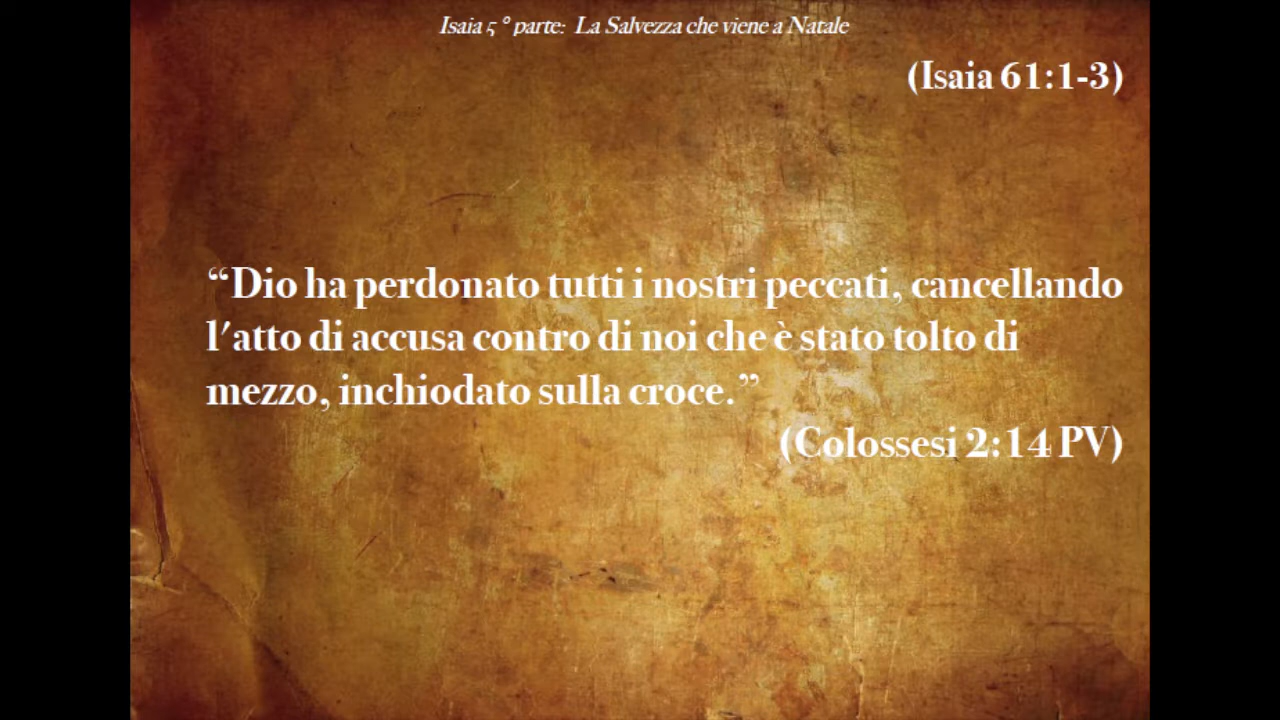 Isaia 5° parte: La Salvezza che viene a Natale
(Isaia 61:1-3)
“Dio ha perdonato tutti i nostri peccati, cancellando
l'atto di accusa contro di noi che è stato tolto di
mezzo, inchiodato sulla croce.”
(Colossesi 2:14 PV)